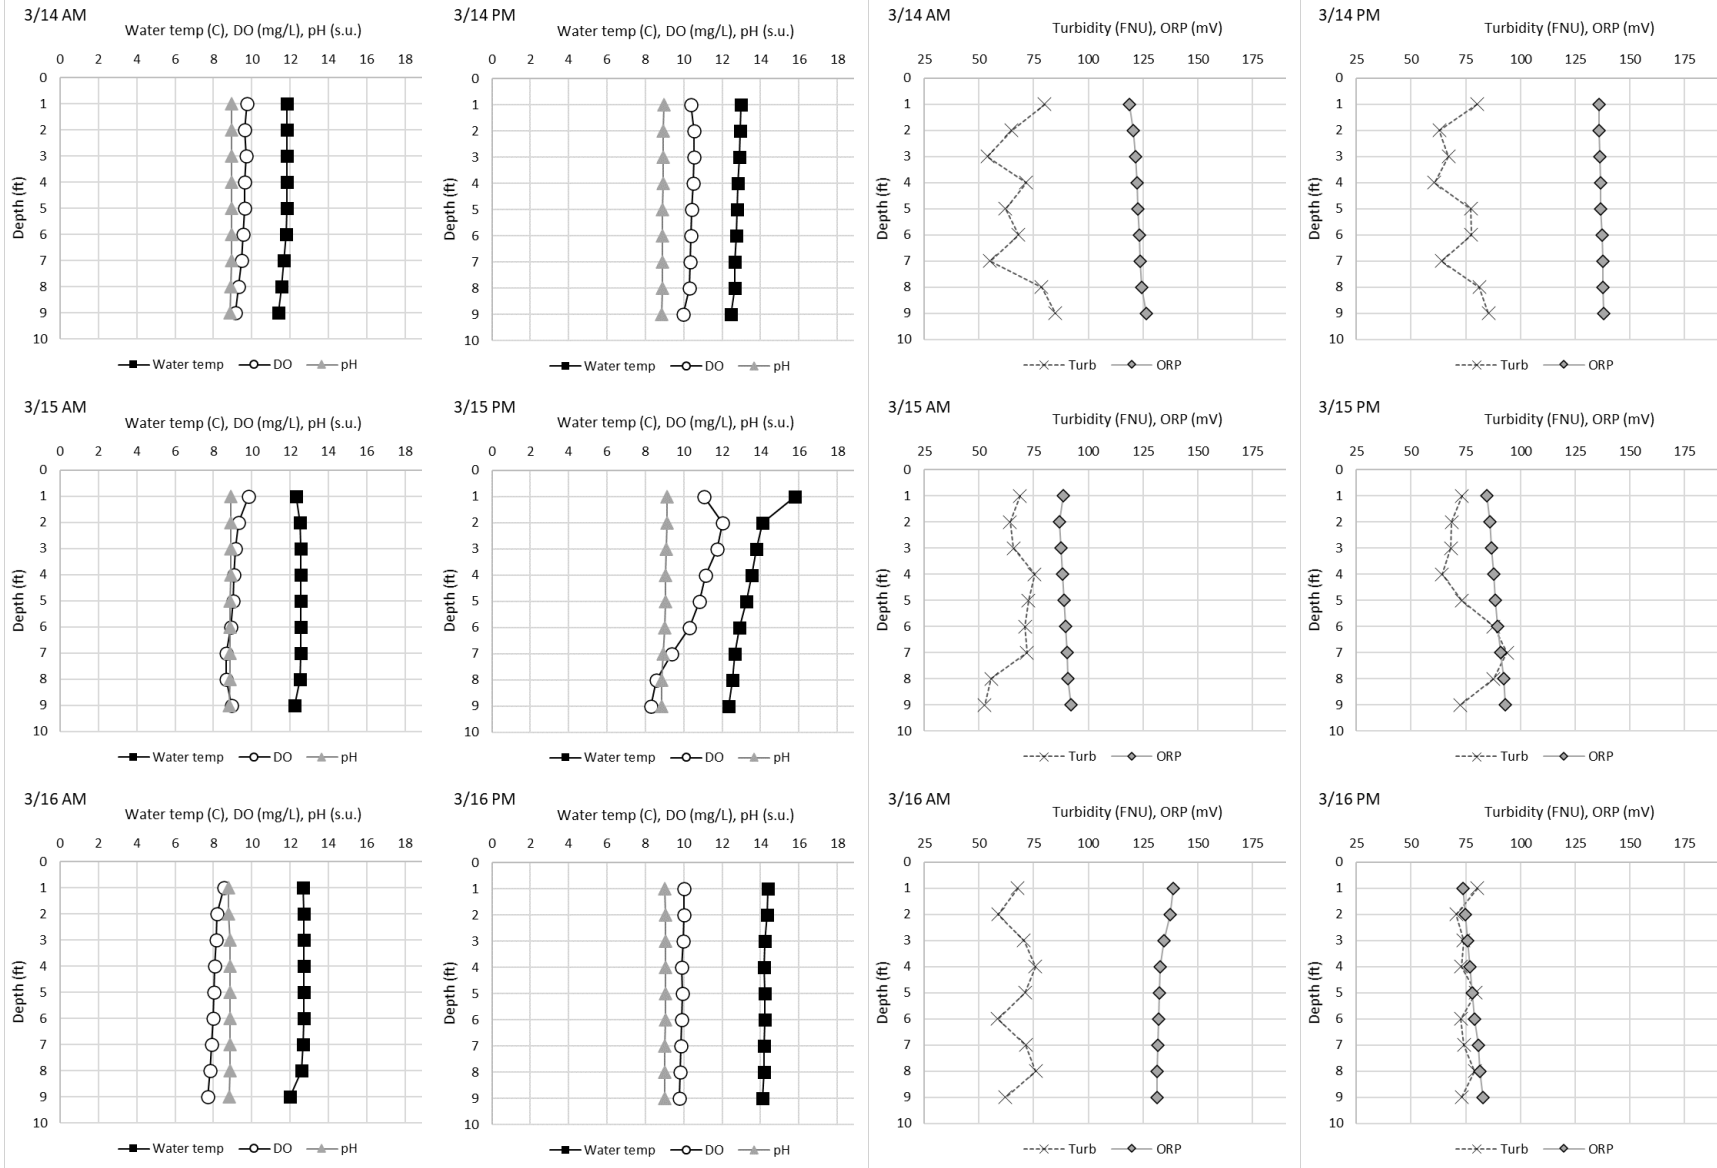 3/14 AM
Water temp (C), DO (mg/L), pH (s.u.)
0 2 4 6 8 10 12 14 16 18
Depth (ft)
0
1
2
3
4
5
6
7
8
9
10
Water temp DO pH
3/14 PM
Water temp (C), DO (mg/L), pH (s.u.)
0 2 4 6 8 10 12 14 16 18
Depth (ft)
0
1
2
3
4
5
6
7
8
9
10
Water temp DO pH
3/14 AM
Turbidity (FNU), ORP (mV)
25 50 75 100 125 150 175
Depth (ft)
0
1
2
3
4
5
6
7
8
9
10
Turb ORP
3/14 PM
Turbidity (FNU), ORP (mV)
25 50 75 100 125 150 175
Depth (ft)
0
1
2
3
4
5
6
7
8
9
10
Turb ORP
3/15 AM
Water temp (C), DO (mg/L), pH (s.u.)
0 2 4 6 8 10 12 14 16 18
Depth (ft)
0
1
2
3
4
5
6
7
8
9
10
Water temp DO pH
3/15 PM
Water temp (C), DO (mg/L), pH (s.u.)
0 2 4 6 8 10 12 14 16 18
Depth (ft)
0
1
2
3
4
5
6
7
8
9
10
Water temp DO pH
3/15 AM
Turbidity (FNU), ORP (mV)
25 50 75 100 125 150 175
Depth (ft)
0
1
2
3
4
5
6
7
8
9
10
Turb ORP
3/15 PM
Turbidity (FNU), ORP (mV)
25 50 75 100 125 150 175
Depth (ft)
0
1
2
3
4
5
6
7
8
9
10
Turb ORP
3/16 AM
Water temp (C), DO (mg/L), pH (s.u.)
0 2 4 6 8 10 12 14 16 18
Depth (ft)
0
1
2
3
4
5
6
7
8
9
10
Water temp DO pH
3/16 PM
Water temp (C), DO (mg/L), pH (s.u.)
0 2 4 6 8 10 12 14 16 18
Depth (ft)
0
1
2
3
4
5
6
7
8
9
10
Water temp DO pH
3/16 AM
Turbidity (FNU), ORP (mV)
25 50 75 100 125 150 175
Depth (ft)
0
1
2
3
4
5
6
7
8
9
10
Turb ORP
3/16 PM
Turbidity (FNU), ORP (mV)
25 50 75 100 125 150 175
Depth (ft)
0
1
2
3
4
5
6
7
8
9
10
Turb ORP